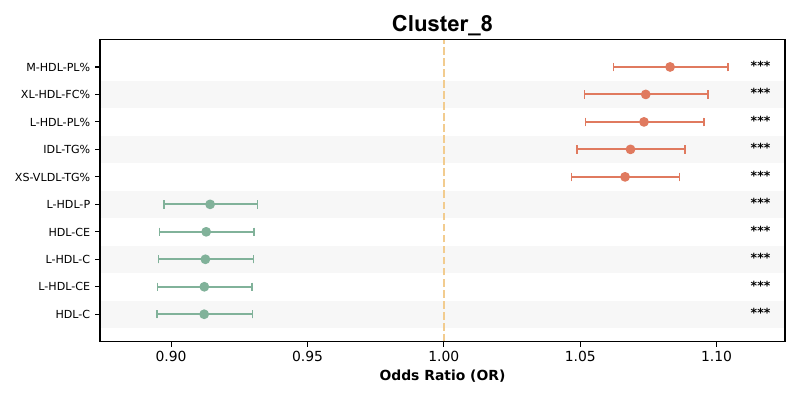 Cluster_8
M-HDL-PL% ***
XL-HDL-FC% ***
L-HDL-PL% ***
IDL-TG% ***
XS-VLDL-TG% ***
L-HDL-P ***
HDL-CE ***
L-HDL-C ***
L-HDL-CE ***
HDL-C ***
0.90 0.95 1.00 1.05 1.10
Odds Ratio (OR)